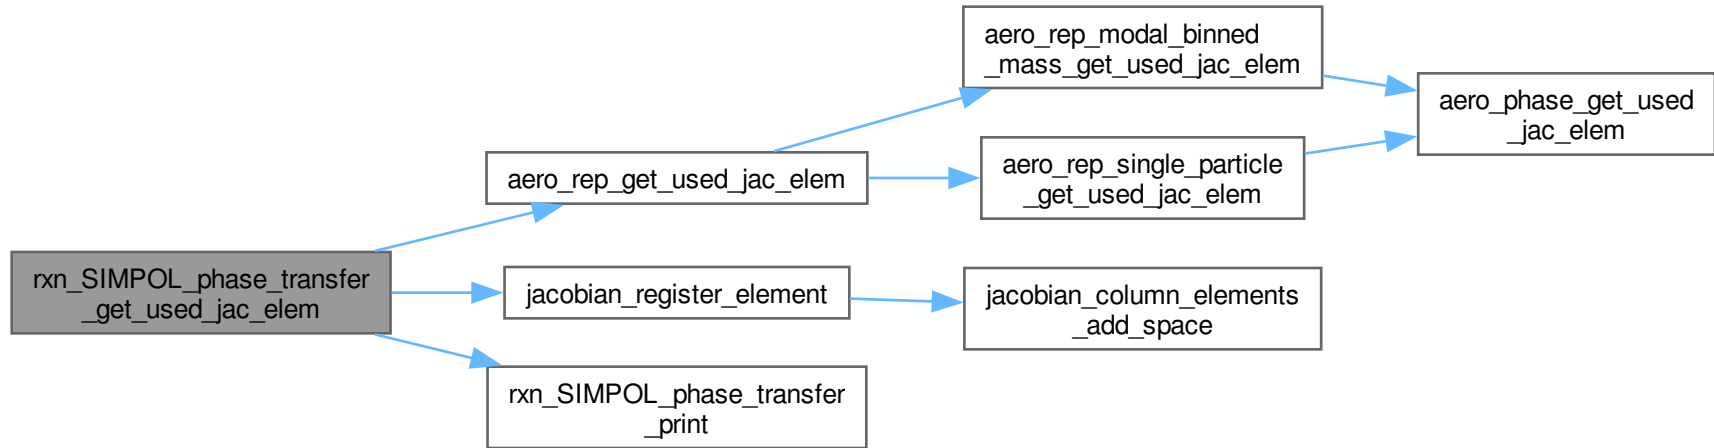 aero_rep_modal_binned
_mass_get_used_jac_elem
aero_phase_get_used
_jac_elem
aero_rep_get_used_jac_elem
aero_rep_single_particle
_get_used_jac_elem
rxn_SIMPOL_phase_transfer
_get_used_jac_elem
jacobian_register_element
jacobian_column_elements
_add_space
rxn_SIMPOL_phase_transfer
_print